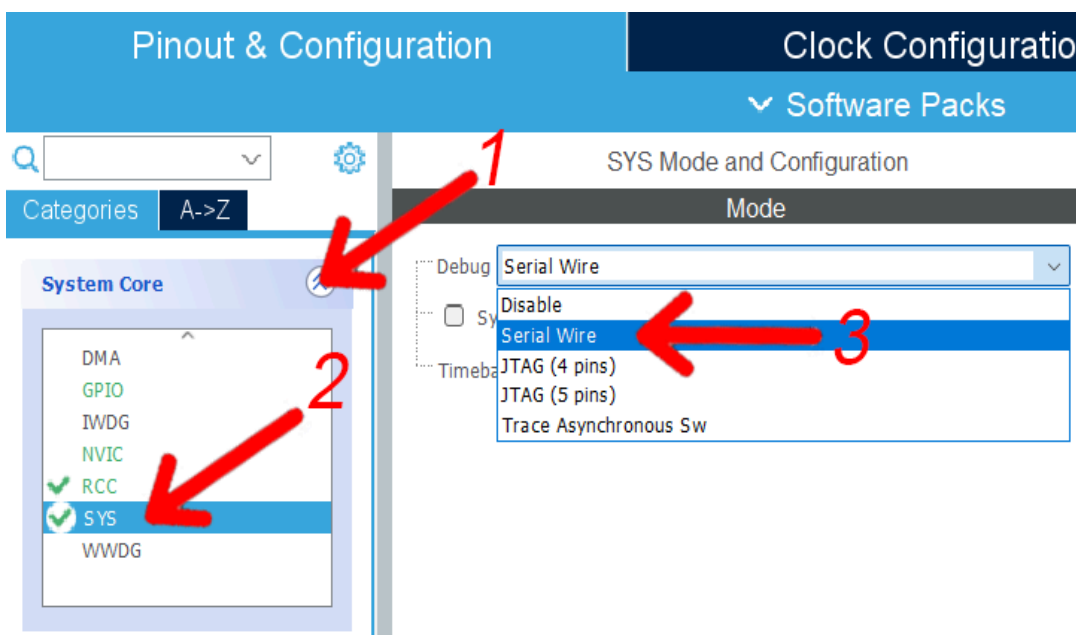 Pinout & Configuration
Clock Configuratio
Software Packs
1
SYS Mode and Configuration
Categories
A->Z
Mode
System Core
Debug
Serial Wire
Disable
Sy
Serial Wire
3
Timeba
JTAG (4 pins)
JTAG (5 pins)
Trace Asynchronous Sw
2
DMA
GPIO
IWDG
NVIC
RCC
SYS
WWDG